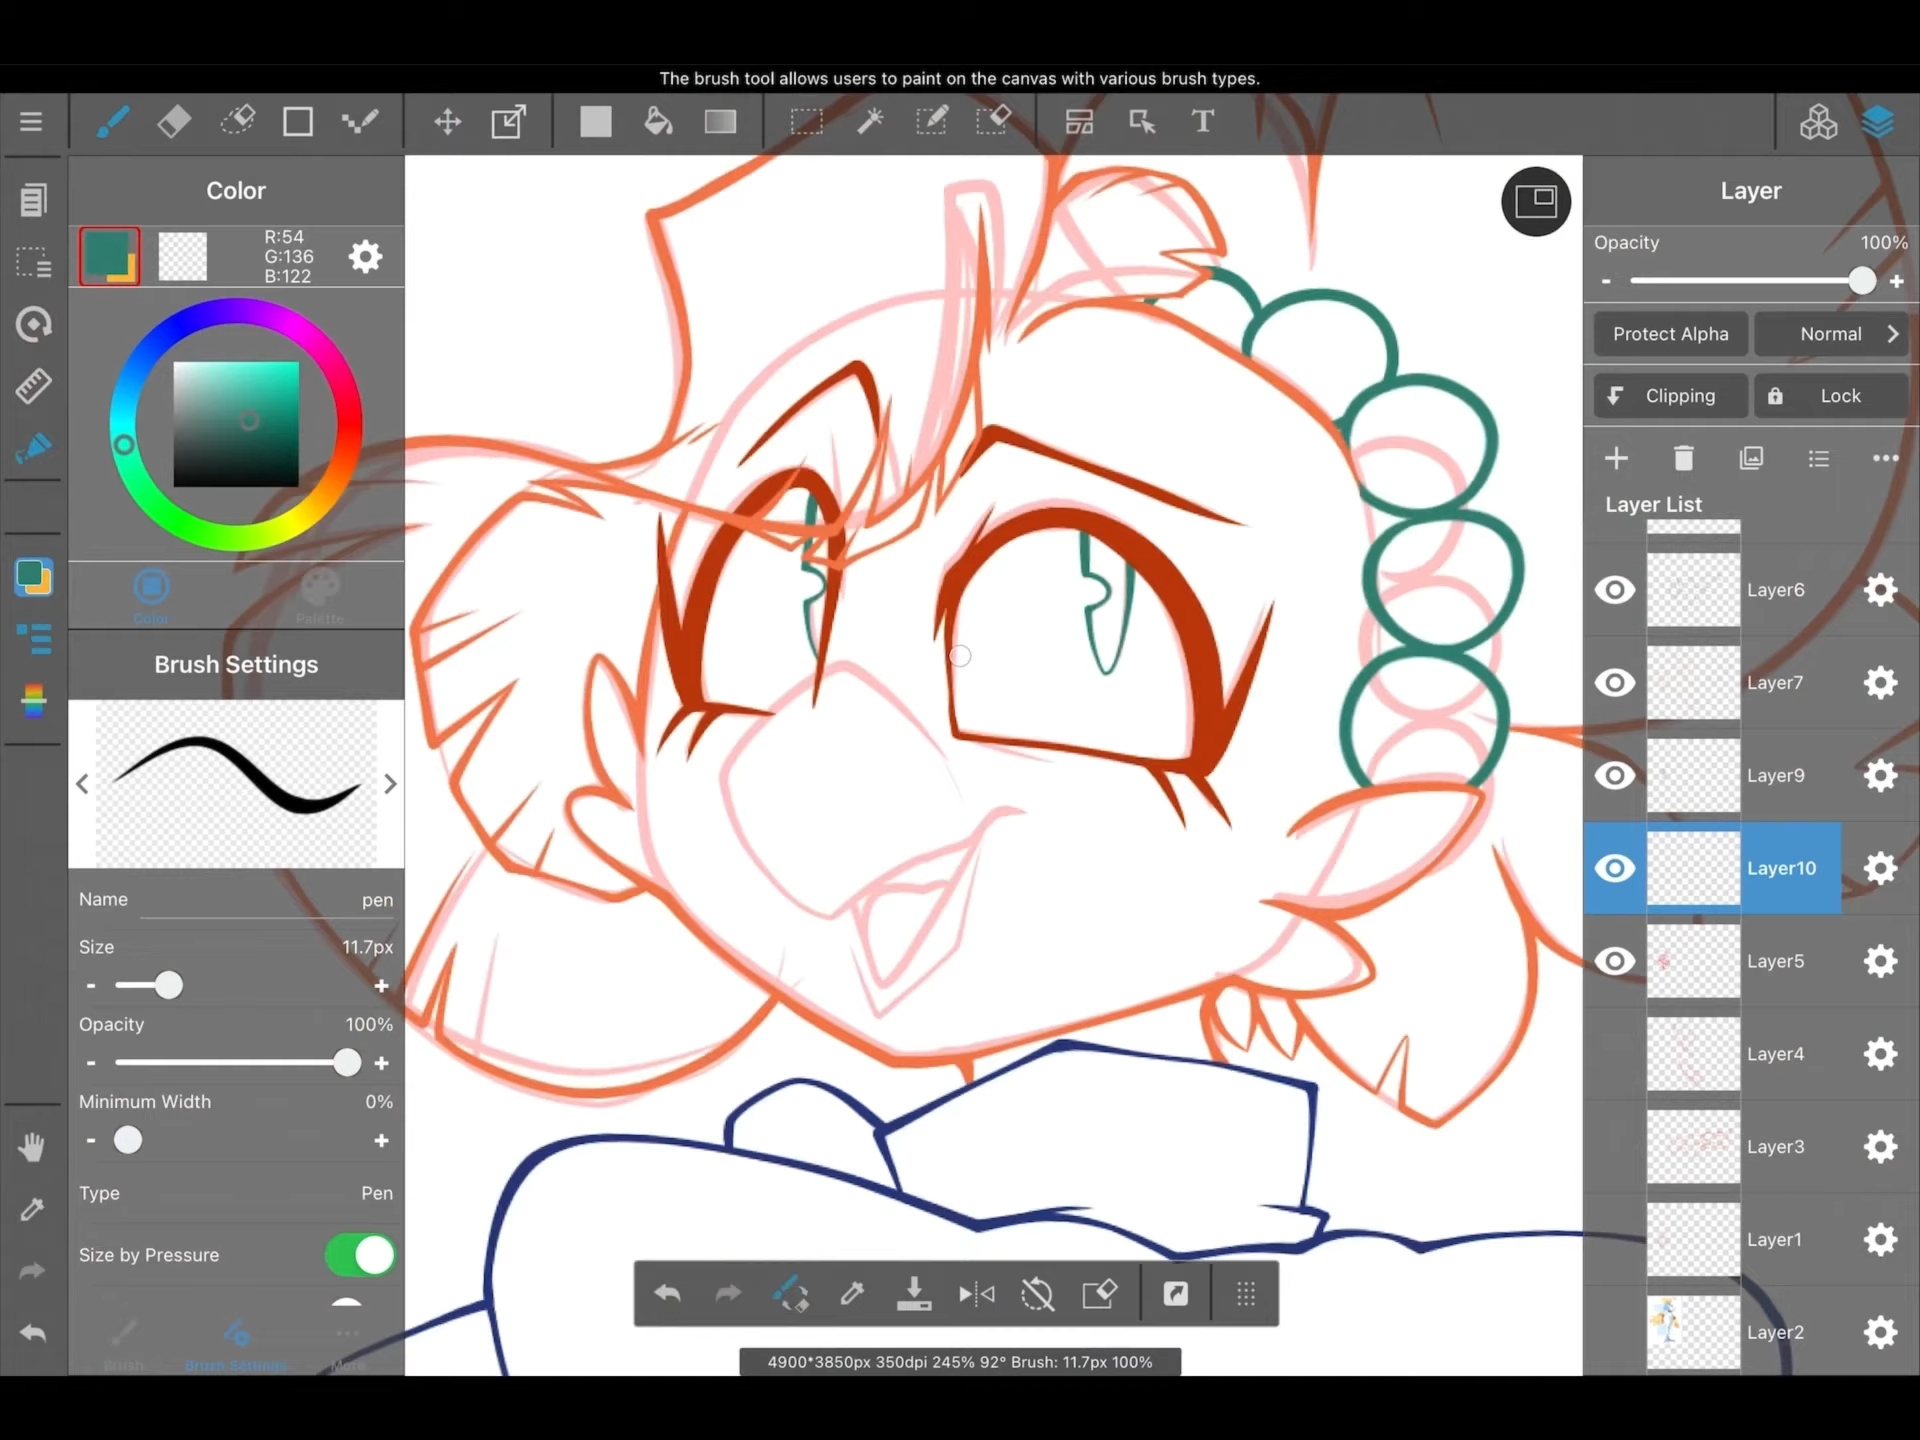 The brush tool allows users to paint on the canvas with various brush types.
T
Color
R:54
G:136
B:122
Color
Palette
Brush Settings
Name pen
Size 11.7px
- +
Opacity 100%
- +
Minimum Width 0%
- +
Type Pen
Size by Pressure
Brush Brush Settings More
4900*3850px 350dpi 245% 92° Brush: 11.7px 100%
Layer
Opacity 100%
- +
Protect Alpha Normal
Clipping Lock
Layer List
Layer6
Layer7
Layer9
Layer10
Layer5
Layer4
Layer3
Layer1
Layer2